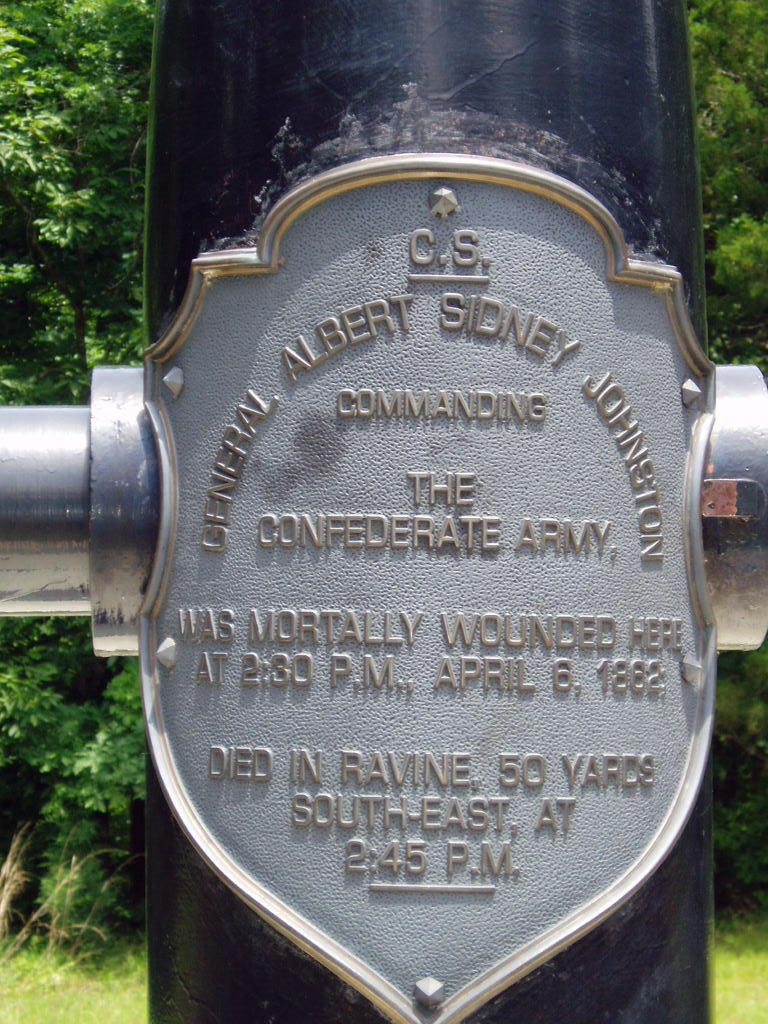 C.S.
GENERAL ALBERT SIDNEY JOHNSTON
COMMANDING
THE
CONFEDERATE ARMY,
WAS MORTALLY WOUNDED HERE
AT 2:30 P.M., APRIL 6, 1862,
DIED IN RAVINE, 50 YARDS
SOUTH-EAST, AT
2:45 P.M.